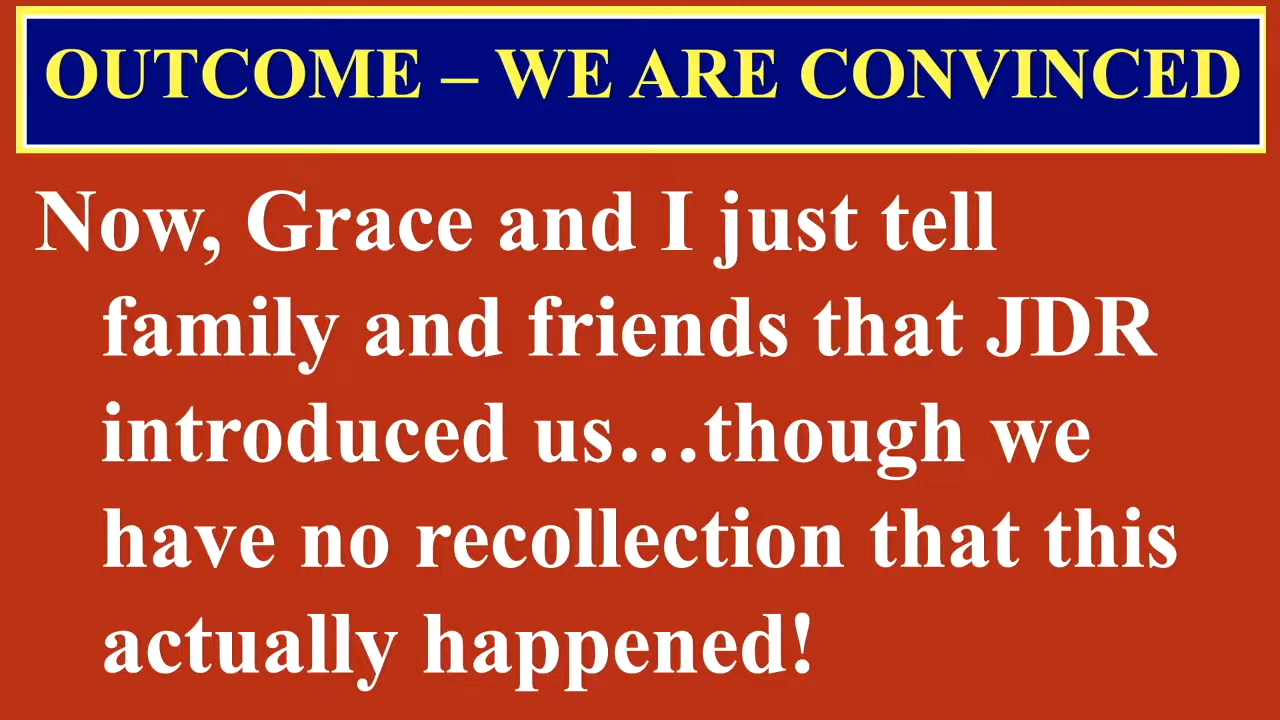 OUTCOME – WE ARE CONVINCED
Now, Grace and I just tell
family and friends that JDR
introduced us…though we
have no recollection that this
actually happened!